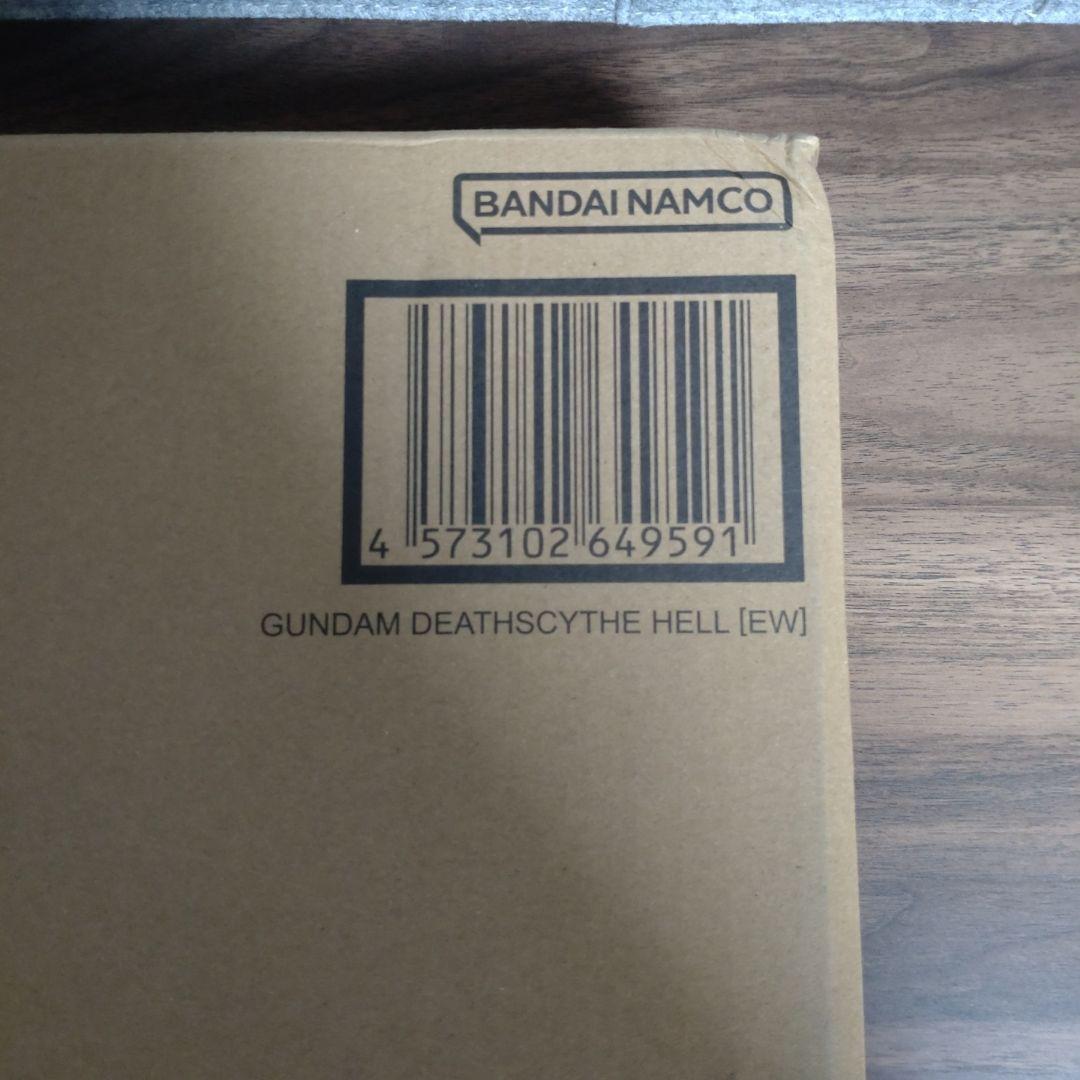 BANDAI NAMCO
4 573102 649591
GUNDAM DEATHSCYTHE HELL [EW]